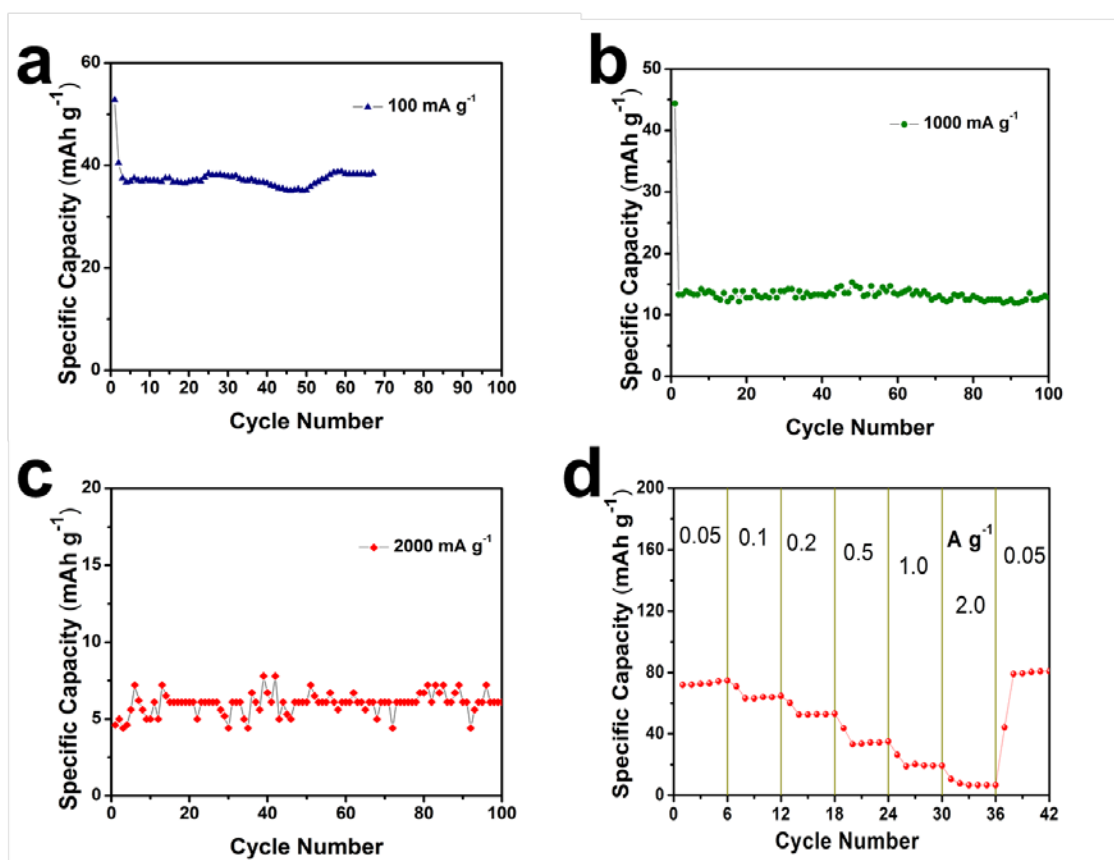 a
60
40
20
0
Specific Capacity (mAh g⁻¹)
100 mA g⁻¹
0 10 20 30 40 50 60 70 80 90 100
Cycle Number
b
50
40
30
20
10
0
Specific Capacity (mAh g⁻¹)
1000 mA g⁻¹
0 20 40 60 80 100
Cycle Number
c
20
15
10
5
0
Specific Capacity (mAh g⁻¹)
2000 mA g⁻¹
0 20 40 60 80 100
Cycle Number
d
200
160
120
80
40
0
Specific Capacity (mAh g⁻¹)
0.05 0.1 0.2 0.5 1.0 A g⁻¹ 2.0 0.05
0 6 12 18 24 30 36 42
Cycle Number